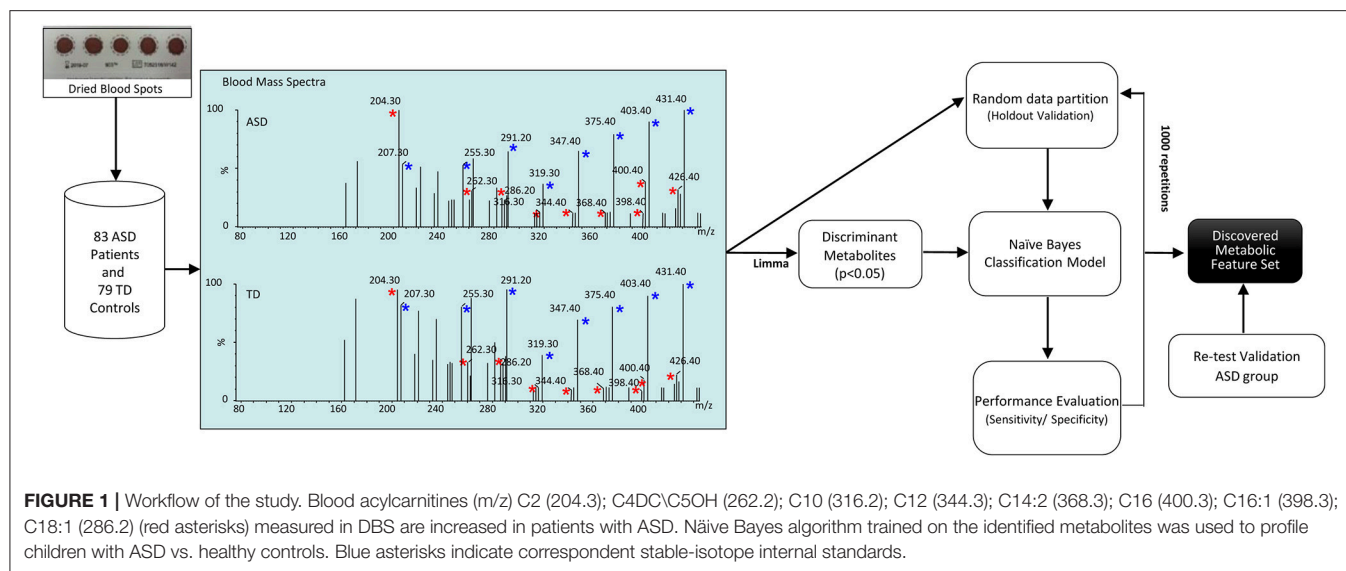 Dried Blood Spots
83 ASD
Patients
and
79 TD
Controls
Blood Mass Spectra
ASD
100
%
0
204.30
207.30
255.30
262.30
291.20
286.20
316.30
319.30
344.40
347.40
368.40
375.40
398.40
400.40
403.40
426.40
431.40
80 120 160 200 240 280 320 360 400 440
m/z
TD
100
%
0
204.30
207.30
255.30
262.30
291.20
286.20
316.30
319.30
344.40
347.40
368.40
375.40
398.40
400.40
403.40
426.40
431.40
80 120 160 200 240 280 320 360 400 440
m/z
Limma
Discriminant
Metabolites
(p<0.05)
Random data partition
(Holdout Validation)
Naïve Bayes
Classification Model
Performance Evaluation
(Sensitivity/ Specificity)
1000 repetitions
Discovered
Metabolic
Feature Set
Re-test Validation
ASD group
FIGURE 1 | Workflow of the study. Blood acylcarnitines (m/z) C2 (204.3); C4DC\C5OH (262.2); C10 (316.2); C12 (344.3); C14:2 (368.3); C16 (400.3); C16:1 (398.3);
C18:1 (286.2) (red asterisks) measured in DBS are increased in patients with ASD. Näive Bayes algorithm trained on the identified metabolites was used to profile
children with ASD vs. healthy controls. Blue asterisks indicate correspondent stable-isotope internal standards.